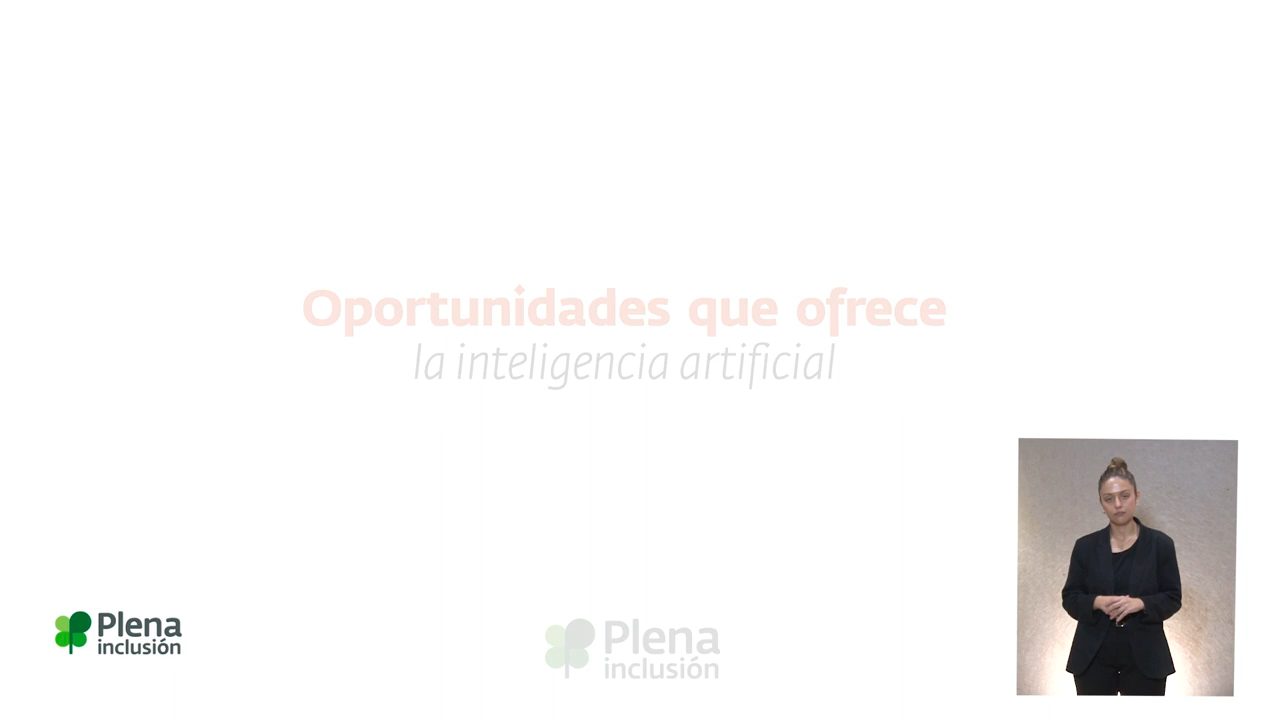 Oportunidades que ofrece
la inteligencia artificial
Plena
inclusión
Plena
inclusión